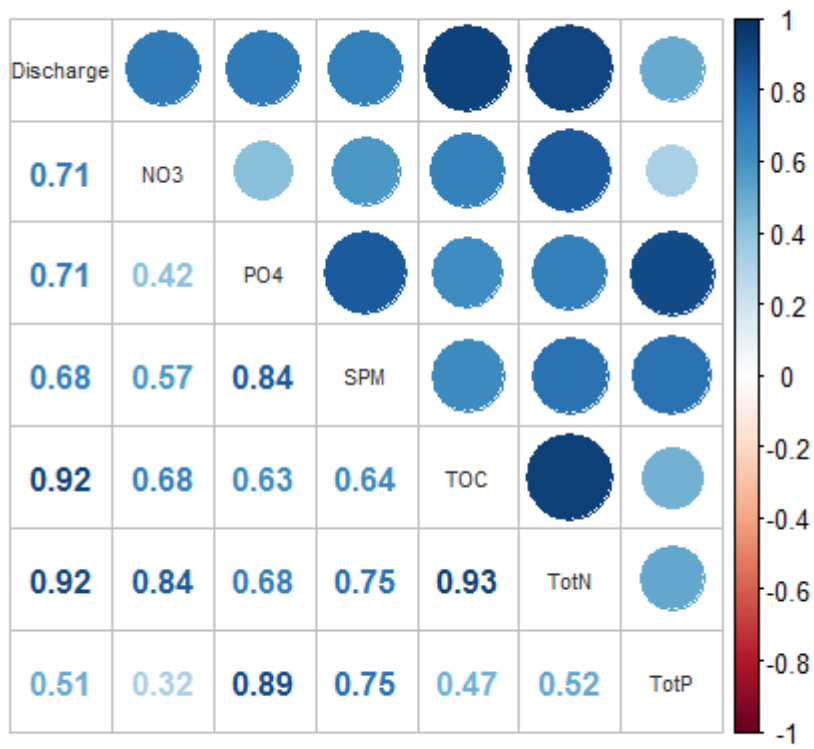 Discharge
0.71 NO3
0.71 0.42 PO4
0.68 0.57 0.84 SPM
0.92 0.68 0.63 0.64 TOC
0.92 0.84 0.68 0.75 0.93 TotN
0.51 0.32 0.89 0.75 0.47 0.52 TotP
1
0.8
0.6
0.4
0.2
0
-0.2
-0.4
-0.6
-0.8
-1